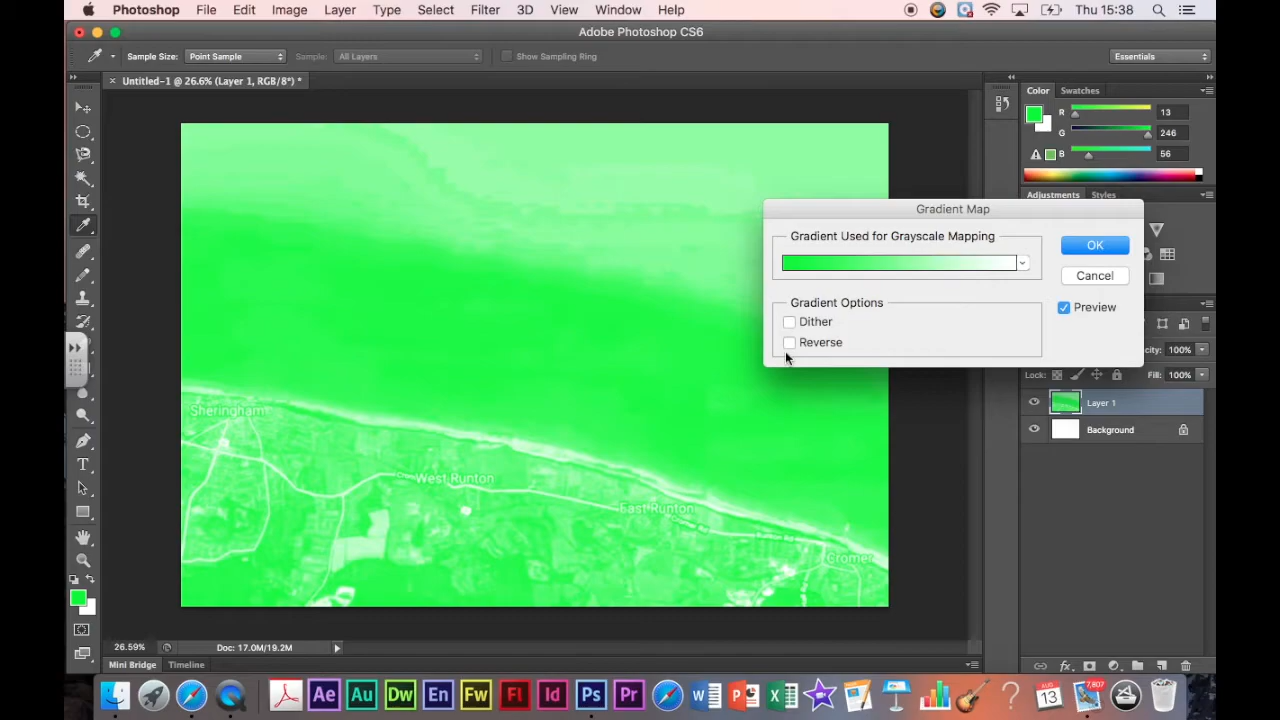 Photoshop File Edit Image Layer Type Select Filter 3D View Window Help Thu 15:38
Adobe Photoshop CS6
Sample Size: Point Sample Sample: All Layers Show Sampling Ring Essentials
Untitled-1 @ 26.6% (Layer 1, RGB/8*) *
Color Swatches
R 13
G 246
B 56
Adjustments Styles
Gradient Map
Gradient Used for Grayscale Mapping
OK
Cancel
Gradient Options
Preview
Dither
Reverse
100%
Lock: Fill: 100%
Layer 1
Background
Sheringham
West Runton
East Runton
Cromer
26.59% Doc: 17.0M/19.2M
Mini Bridge Timeline
Ae Au Dw En Fw Fl Id Ps Pr
AUG
13
7,807